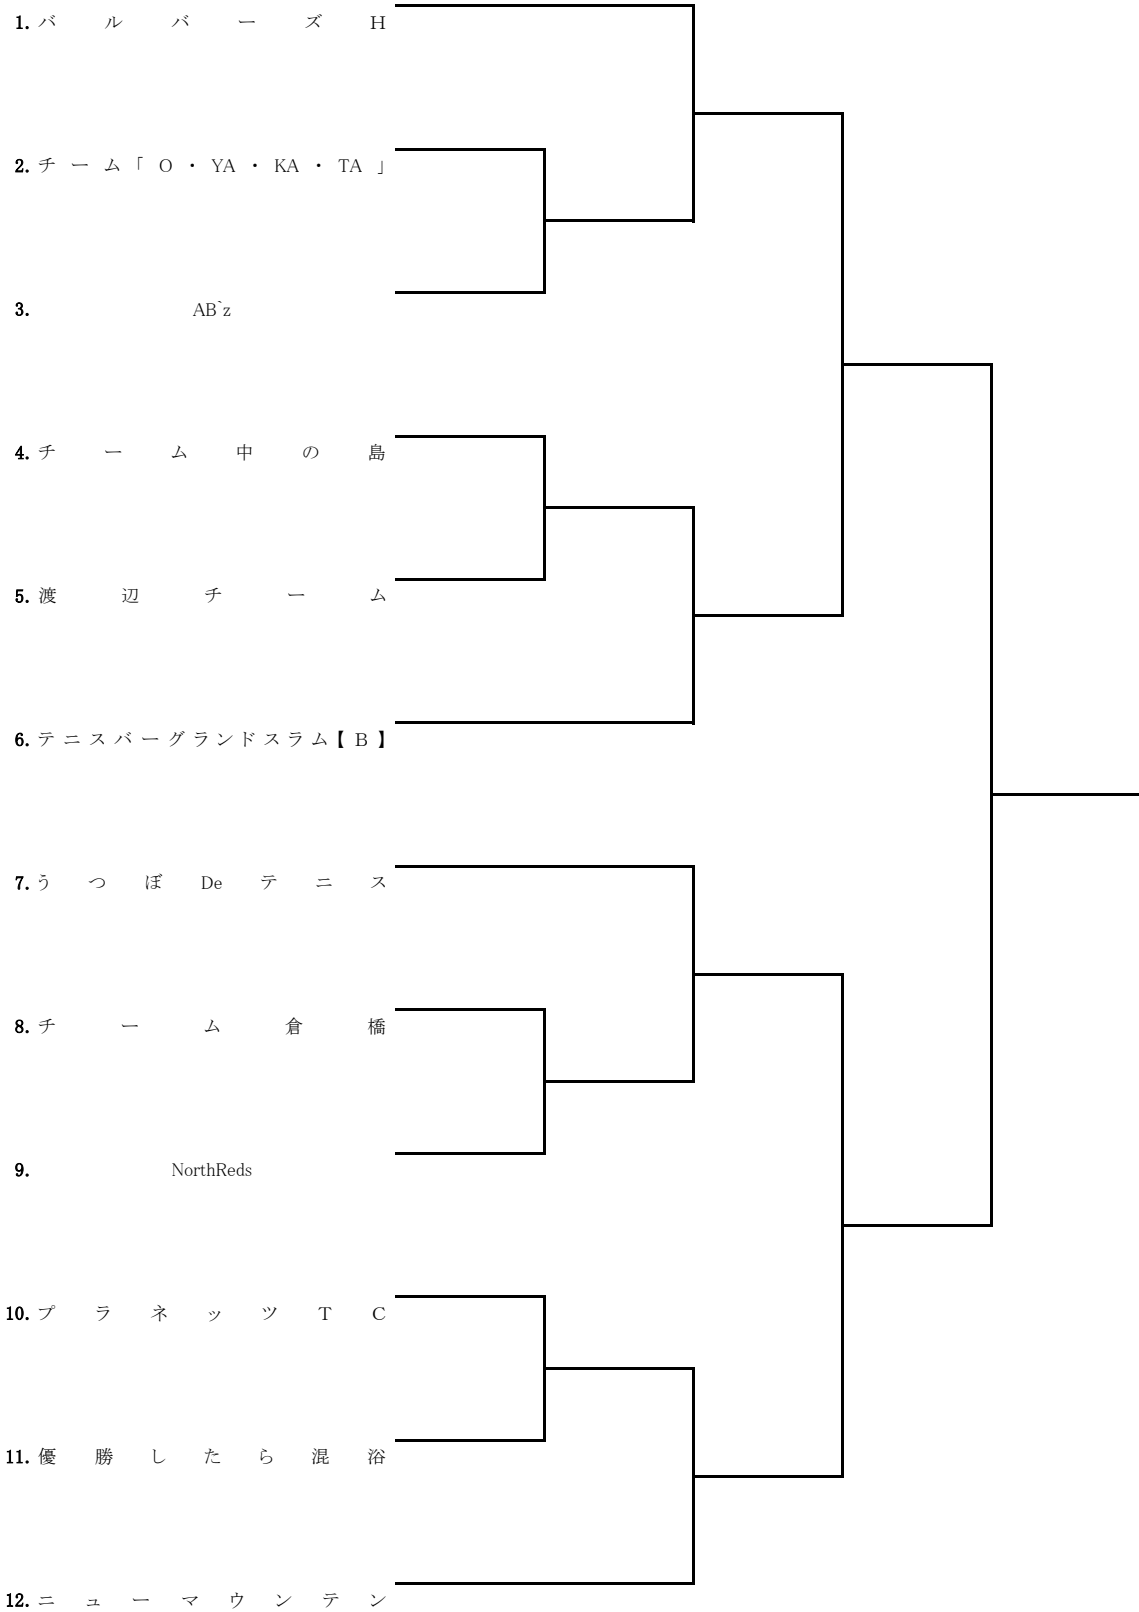 1. バルバーズH
2. チーム「O・YA・KA・TA」
3. AB`z
4. チーム中の島
5. 渡辺チーム
6. テニスバーグランドスラム【B】
7. うつぼDeテニス
8. チーム倉橋
9. NorthReds
10. プラネッツTC
11. 優勝したら混浴
12. ニューマウンテン